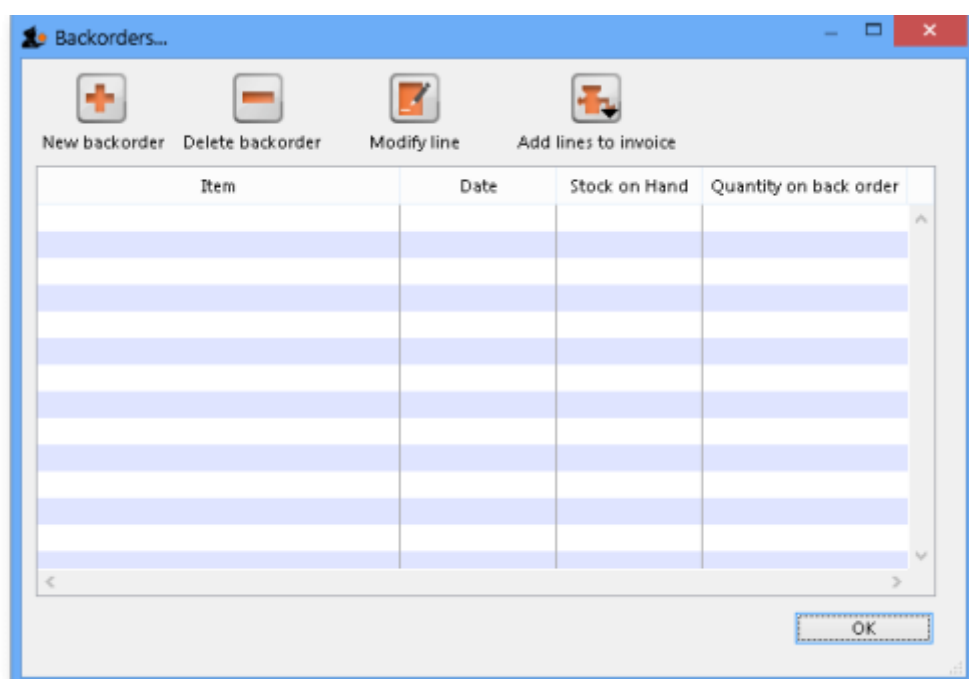 Backorders...
New backorder Delete backorder Modify line Add lines to invoice
Item Date Stock on Hand Quantity on back order
OK